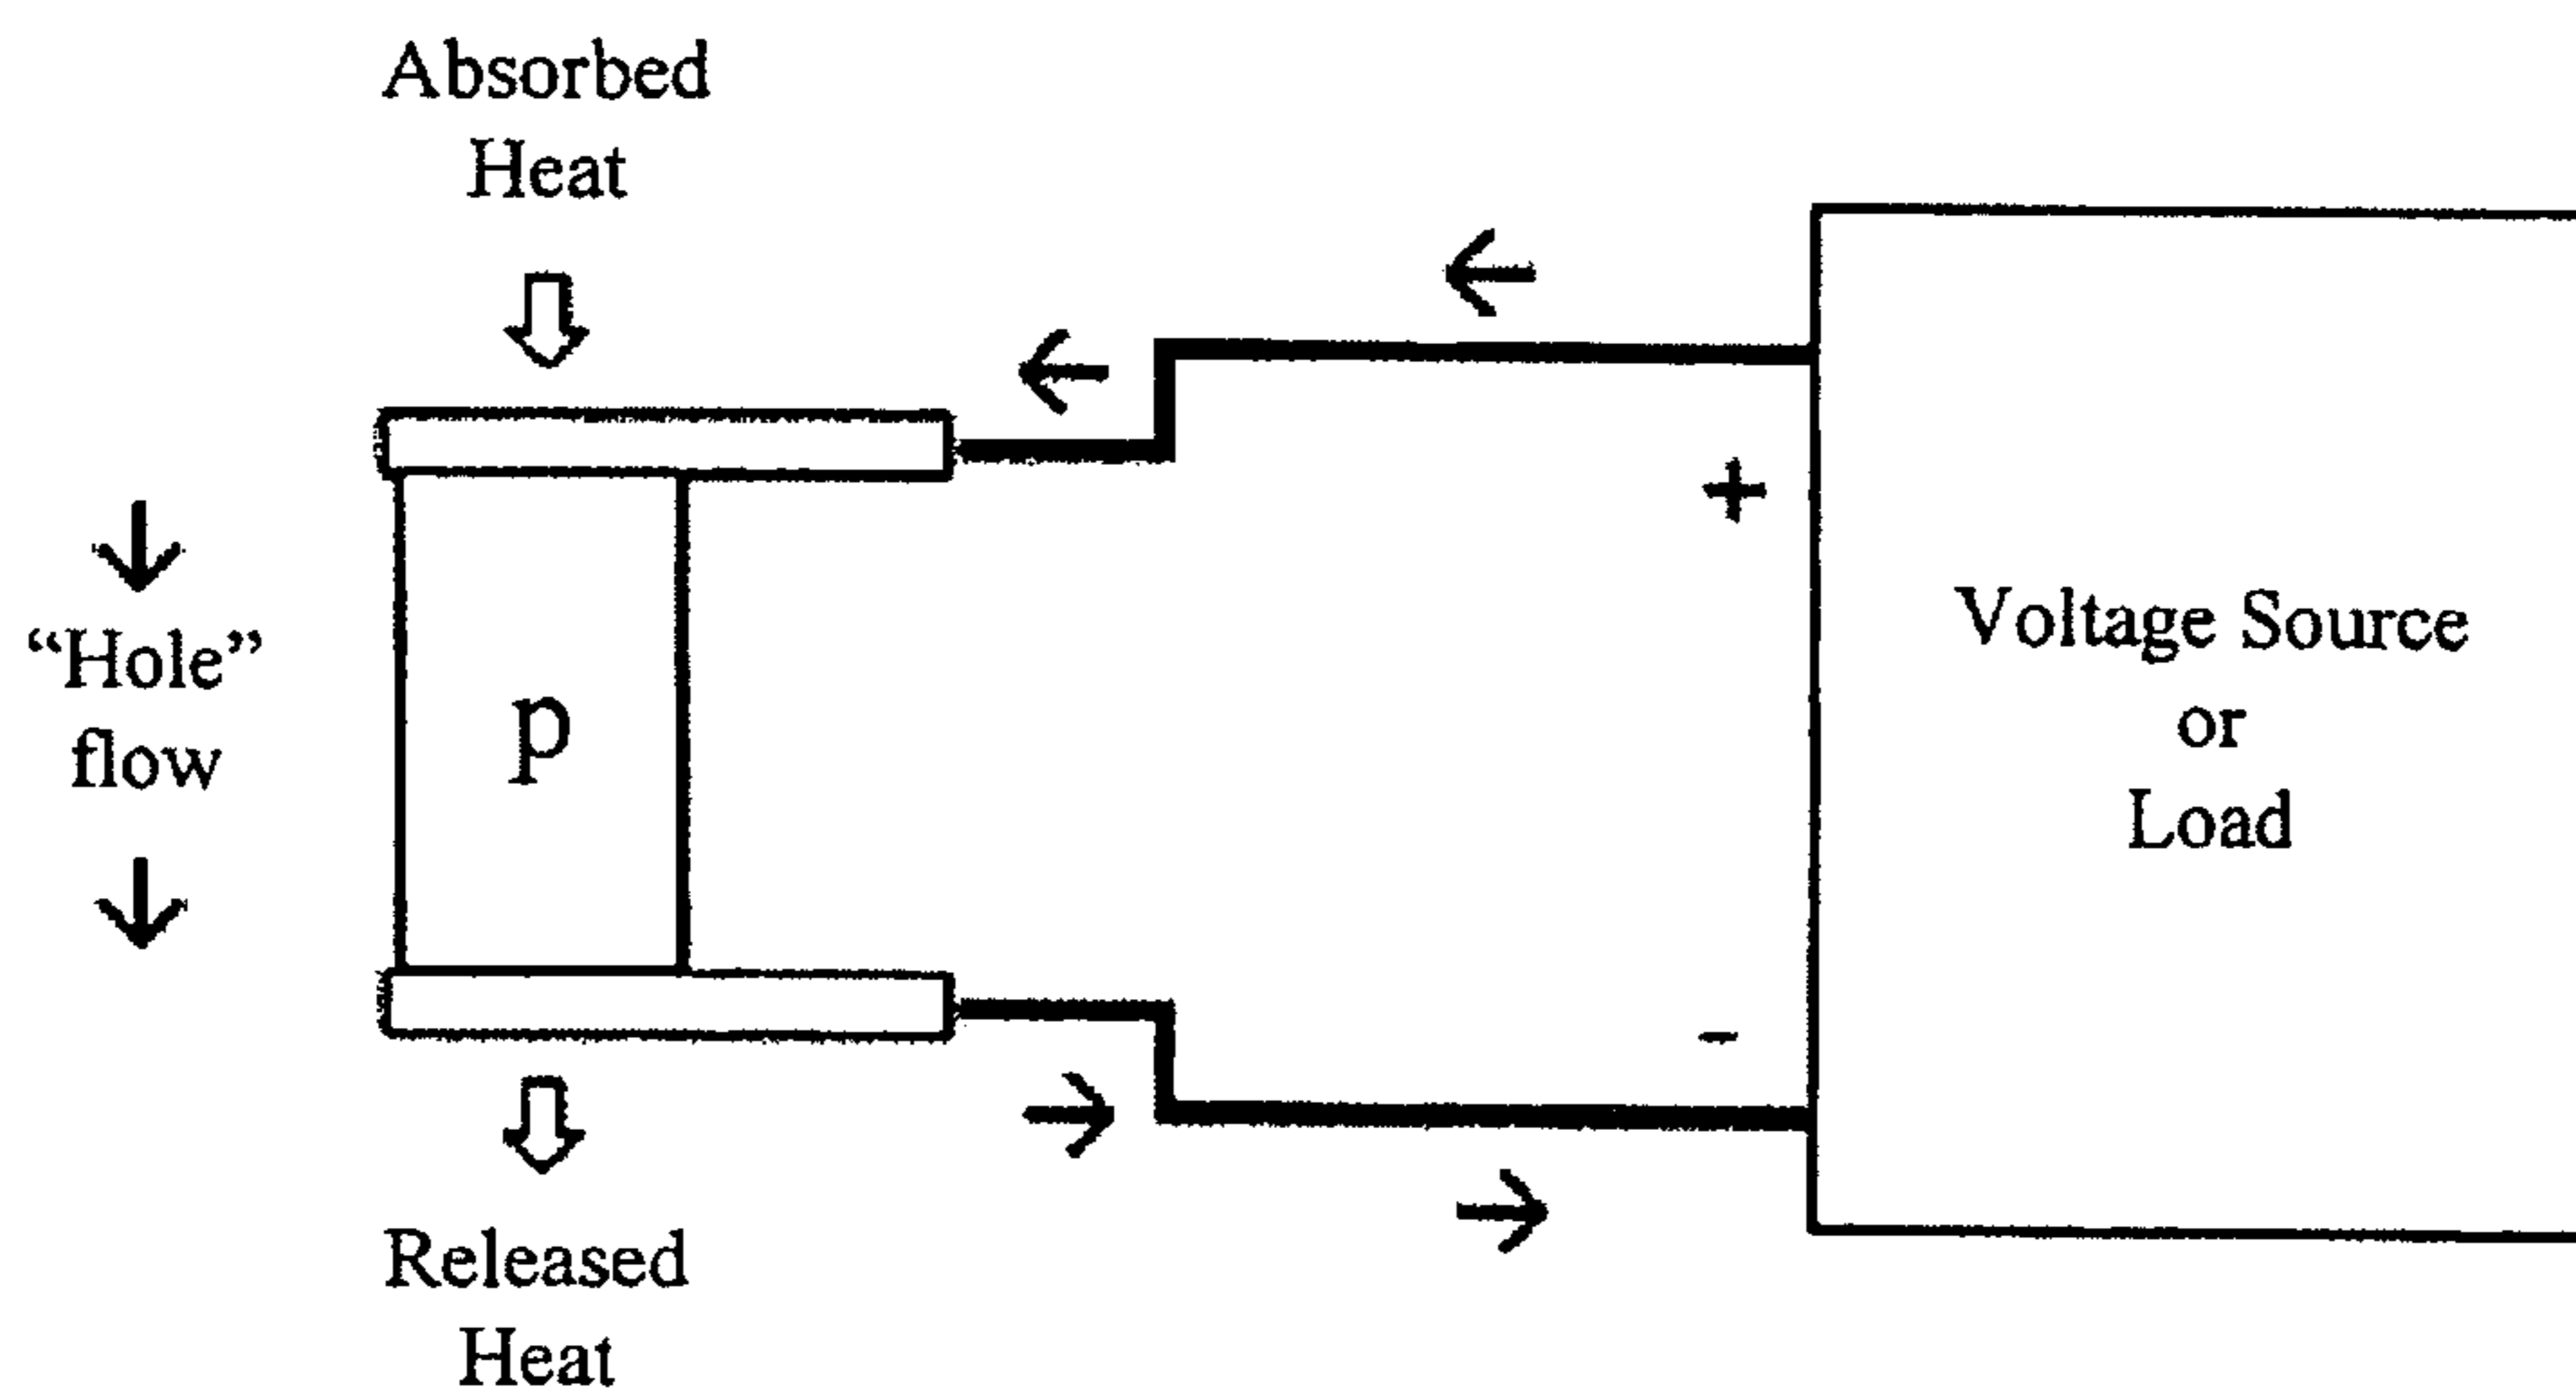 Absorbed
Heat
+
“Hole”
flow
p
Voltage Source
or
Load
-
Released
Heat